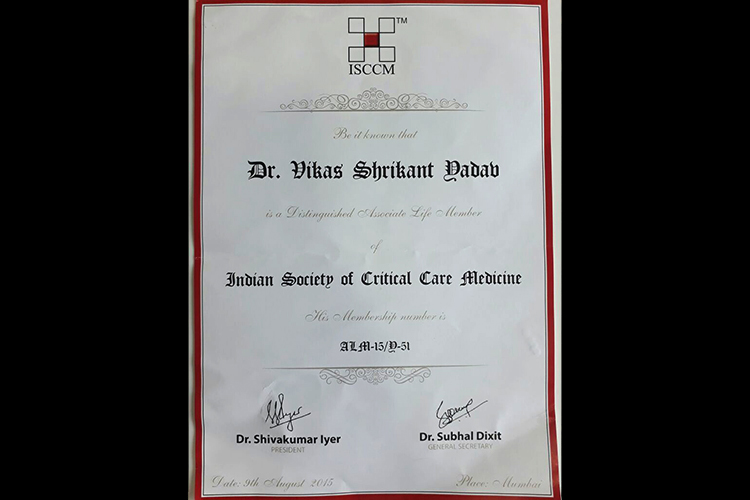 TM
ISCCM
Be it known that
Dr. Vikas Shrikant Yadav
is a Distinguished Associate Life Member
of
Indian Society of Critical Care Medicine
His Membership number is
ALM-15/Y-51
Dr. Shivakumar Iyer
PRESIDENT
Dr. Subhal Dixit
GENERAL SECRETARY
Date: 9th August 2015
Place: Mumbai